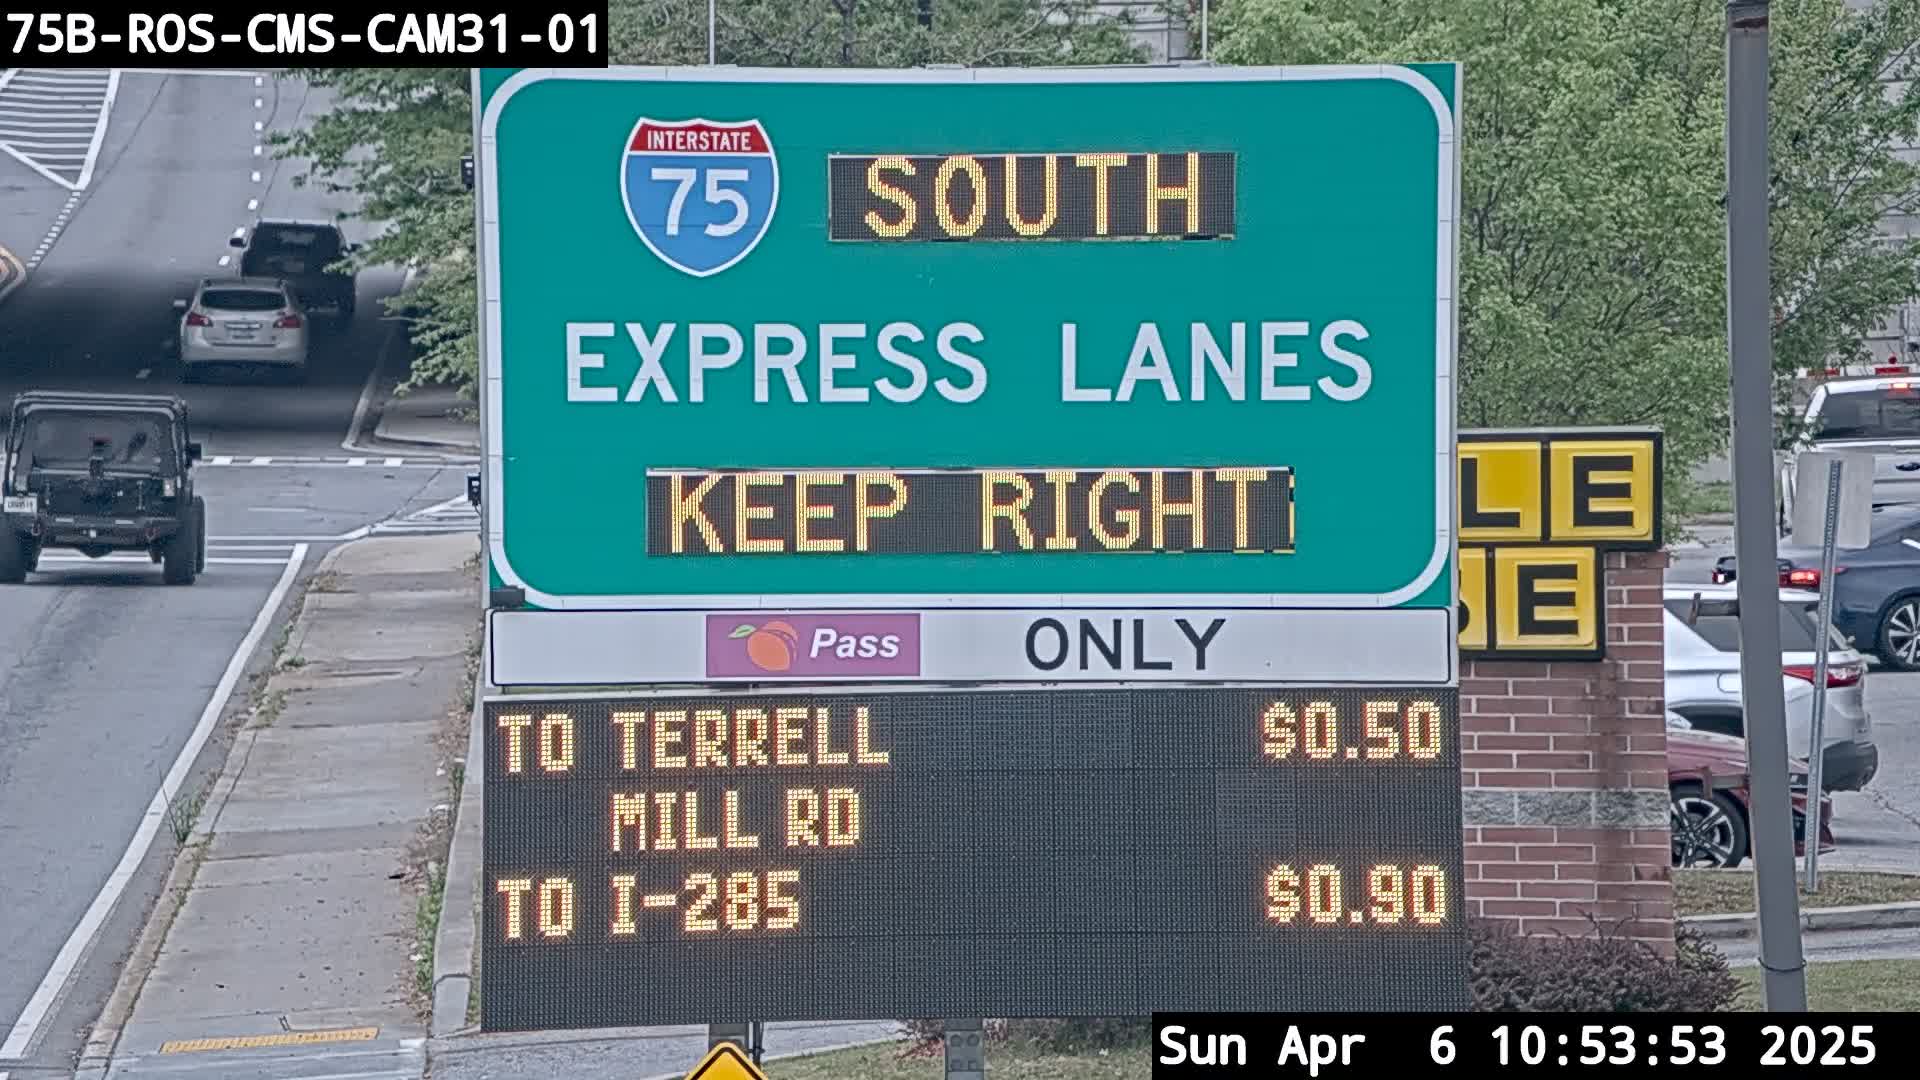 75B-ROS-CMS-CAM31-01
INTERSTATE
75
SOUTH
EXPRESS LANES
KEEP RIGHT
Pass ONLY
TO TERRELL $0.50
MILL RD
TO I-285 $0.90
LE
E
Sun Apr 6 10:53:53 2025